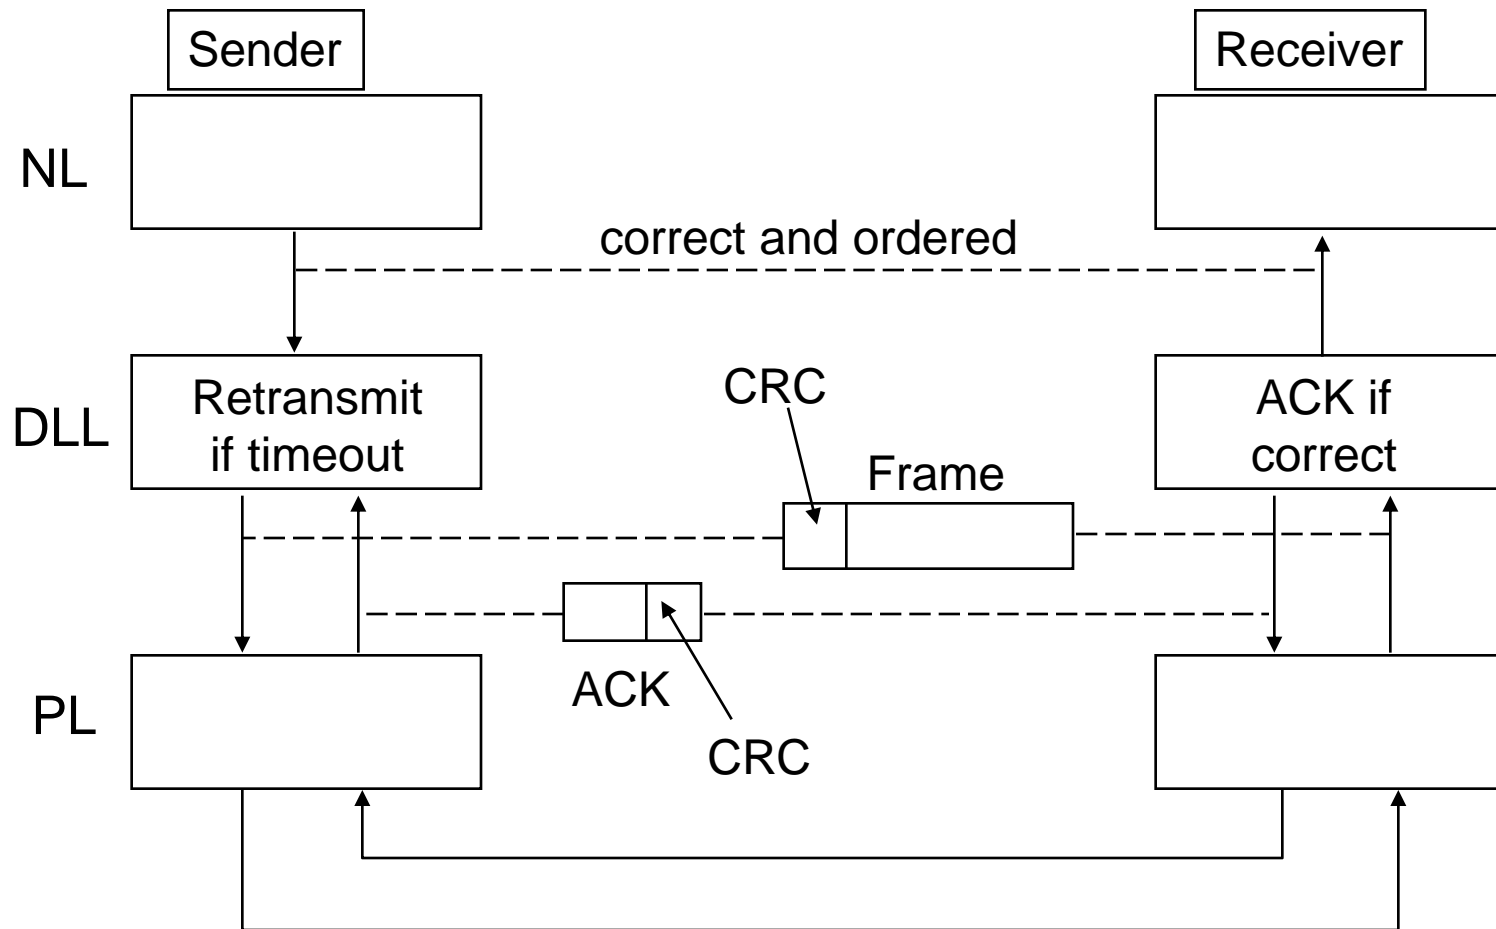 Sender
Receiver
NL
correct and ordered
DLL
Retransmit
if timeout
CRC
ACK if
correct
Frame
PL
ACK
CRC